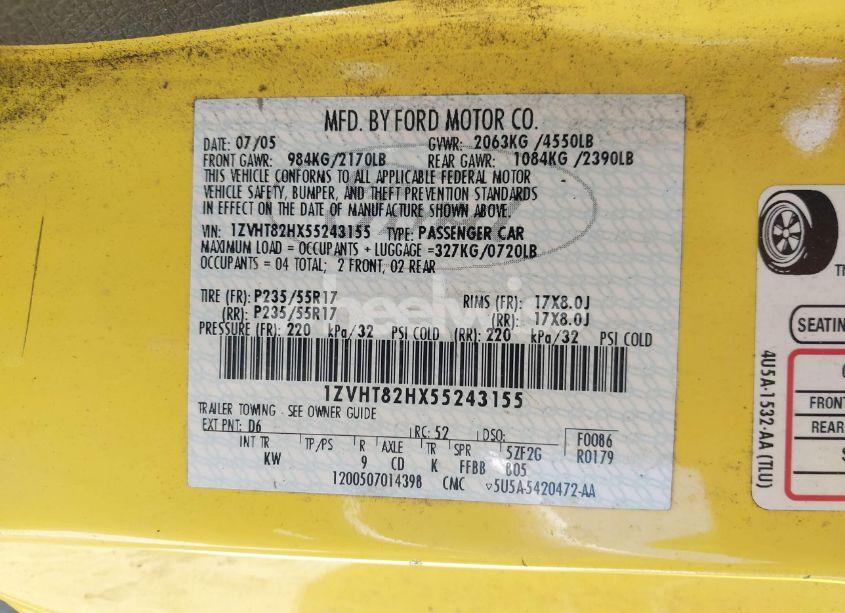 MFD. BY FORD MOTOR CO.
DATE: 07/05 GVWR: 2063KG /4550LB
FRONT GAWR: 984KG/2170LB REAR GAWR: 1084KG /2390LB
THIS VEHICLE CONFORMS TO ALL APPLICABLE FEDERAL MOTOR
VEHICLE SAFETY, BUMPER, AND THEFT PREVENTION STANDARDS
IN EFFECT ON THE DATE OF MANUFACTURE SHOWN ABOVE.
VIN: 1ZVHT82HX55243155 TYPE: PASSENGER CAR
MAXIMUM LOAD = OCCUPANTS + LUGGAGE =327KG/0720LB
OCCUPANTS = 04 TOTAL; 2 FRONT, 02 REAR
TIRE (FR): P235/55R17 RIMS (FR): 17X8.0J
(RR): P235/55R17 (RR): 17X8.0J
PRESSURE (FR): 220 kPa/32 PSI COLD (RR): 220 kPa/32 PSI COLD
1ZVHT82HX55243155
TRAILER TOWING - SEE OWNER GUIDE
EXT PNT: D6 RC: 52 DSO: F0086
INT TR TP/PS R AXLE TR SPR 5ZF2G R0179
KW 9 CD K FFBB B05
1200507014398 CMC ▽5U5A-5420472-AA
4U5A-1532-AA (TLU)
SEATIN
FRONT
REAR